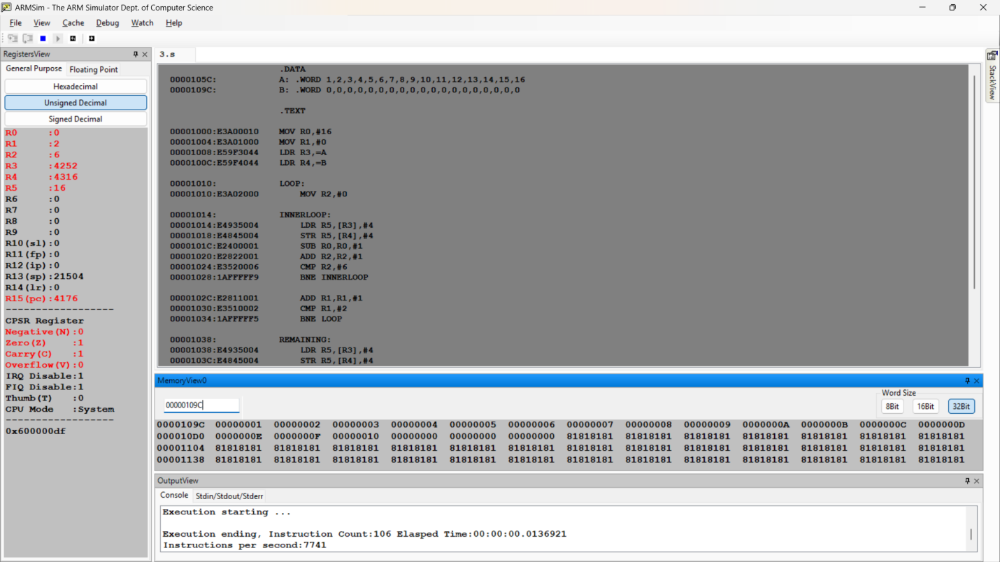 ARMSim - The ARM Simulator Dept. of Computer Science
File View Cache Debug Watch Help
RegistersView
General Purpose Floating Point
Hexadecimal
Unsigned Decimal
Signed Decimal
R0 :0
R1 :2
R2 :6
R3 :4252
R4 :4316
R5 :16
R6 :0
R7 :0
R8 :0
R9 :0
R10(sl):0
R11(fp):0
R12(ip):0
R13(sp):21504
R14(lr):0
R15(pc):4176
-------------------
CPSR Register
Negative(N):0
Zero(Z) :1
Carry(C) :1
Overflow(V):0
IRQ Disable:1
FIQ Disable:1
Thumb(T) :0
CPU Mode :System
-------------------
0x600000df
3.s
.DATA
0000105C: A: .WORD 1,2,3,4,5,6,7,8,9,10,11,12,13,14,15,16
0000109C: B: .WORD 0,0,0,0,0,0,0,0,0,0,0,0,0,0,0,0,0,0,0
.TEXT
00001000:E3A00010 MOV R0,#16
00001004:E3A01000 MOV R1,#0
00001008:E59F3044 LDR R3,=A
0000100C:E59F4044 LDR R4,=B
00001010: LOOP:
00001010:E3A02000 MOV R2,#0
00001014: INNERLOOP:
00001014:E4935004 LDR R5,[R3],#4
00001018:E4845004 STR R5,[R4],#4
0000101C:E2400001 SUB R0,R0,#1
00001020:E2822001 ADD R2,R2,#1
00001024:E3520006 CMP R2,#6
00001028:1AFFFFF9 BNE INNERLOOP
0000102C:E2811001 ADD R1,R1,#1
00001030:E3510002 CMP R1,#2
00001034:1AFFFFF5 BNE LOOP
00001038: REMAINING:
00001038:E4935004 LDR R5,[R3],#4
0000103C:E4845004 STR R5,[R4],#4
StackView
MemoryView0
00000109C
Word Size
8Bit 16Bit 32Bit
0000109C 00000001 00000002 00000003 00000004 00000005 00000006 00000007 00000008 00000009 0000000A 0000000B 0000000C 0000000D
000010D0 0000000E 0000000F 00000010 00000000 00000000 00000000 81818181 81818181 81818181 81818181 81818181 81818181 81818181
00001104 81818181 81818181 81818181 81818181 81818181 81818181 81818181 81818181 81818181 81818181 81818181 81818181 81818181
00001138 81818181 81818181 81818181 81818181 81818181 81818181 81818181 81818181 81818181 81818181 81818181 81818181 81818181
OutputView
Console Stdin/Stdout/Stderr
Execution starting ...
Execution ending, Instruction Count:106 Elasped Time:00:00:00.0136921
Instructions per second:7741